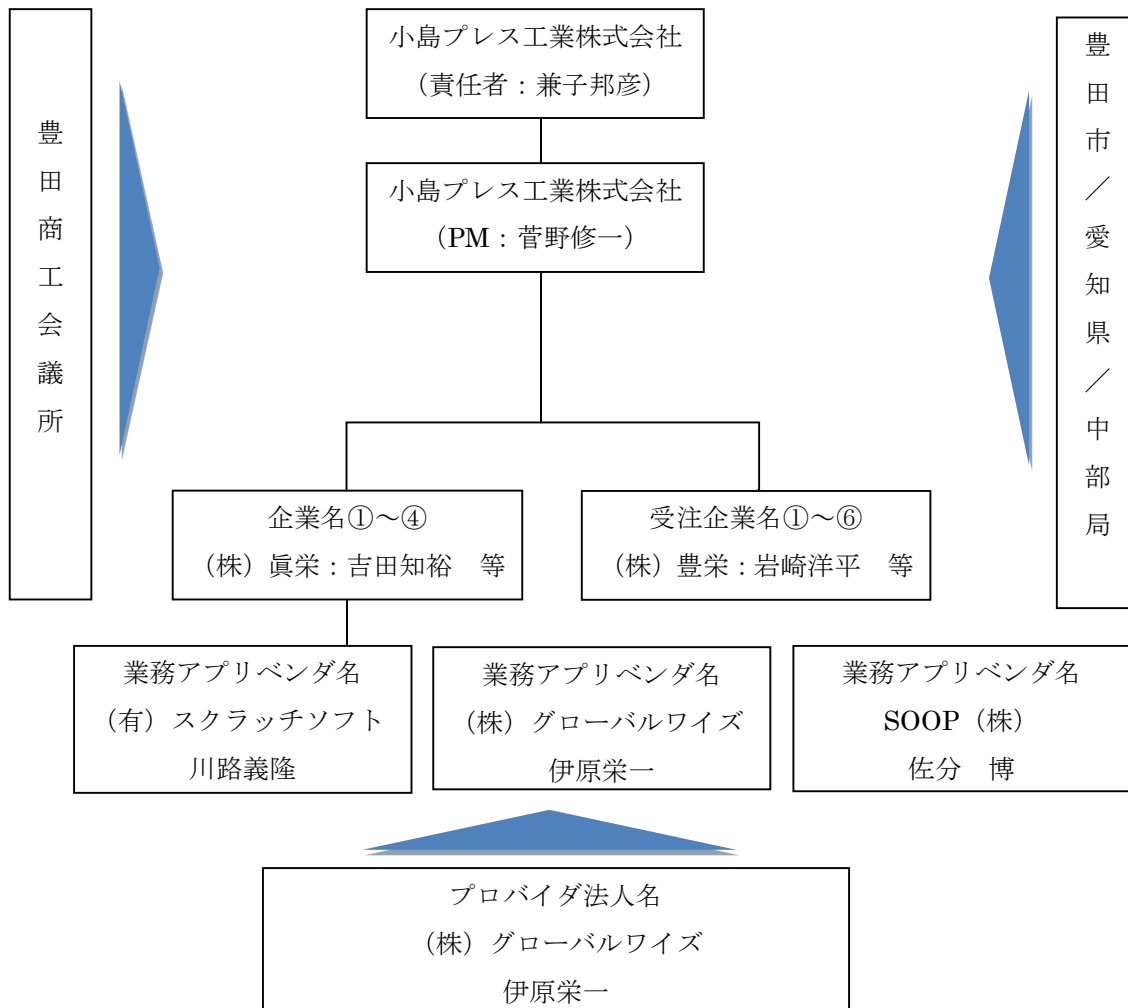 豊田商工会議所
小島プレス工業株式会社
（責任者：兼子邦彦）
小島プレス工業株式会社
（PM：菅野修一）
豊田市／愛知県／中部局
企業名①～④
（株）眞栄：吉田知裕　等
受注企業名①～⑥
（株）豊栄：岩崎洋平　等
業務アプリベンダ名
（有）スクラッチソフト
川路義隆
業務アプリベンダ名
（株）グローバルワイズ
伊原栄一
業務アプリベンダ名
SOOP（株）
佐分　博
プロバイダ法人名
（株）グローバルワイズ
伊原栄一